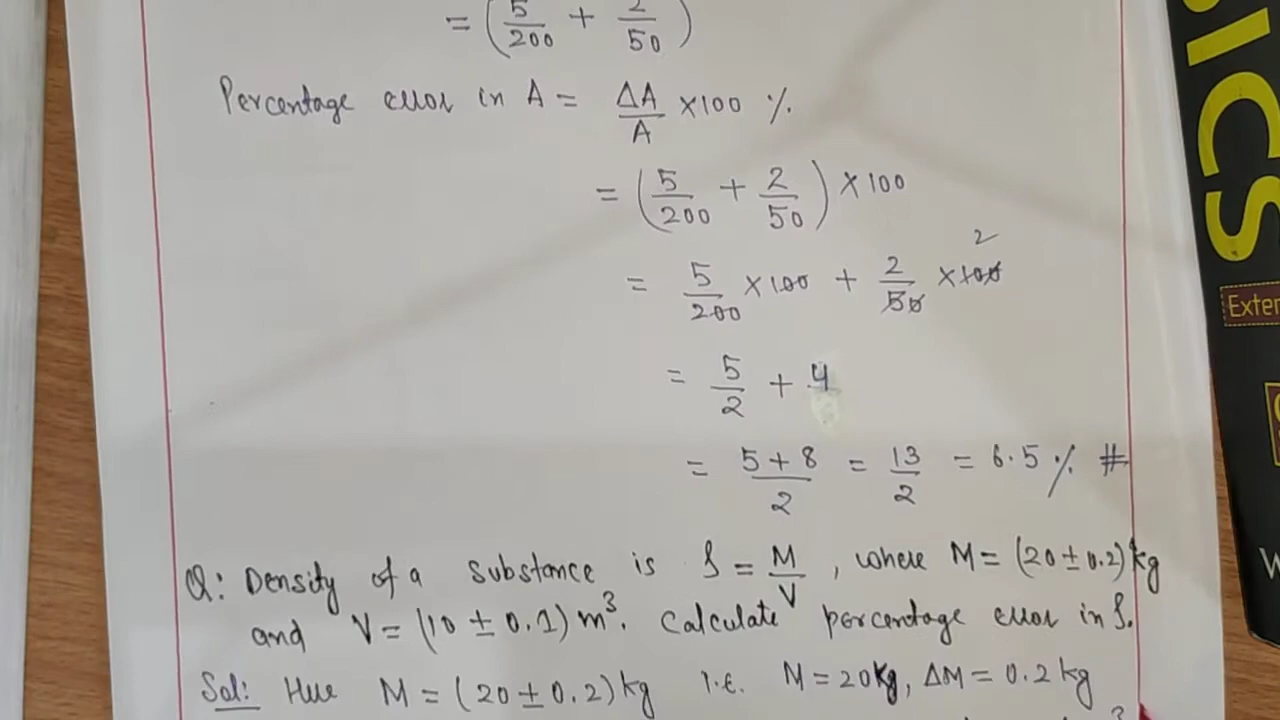 = (5/200 + 2/50)
Percentage error in A = ΔA/A ×100 %
= (5/200 + 2/50) × 100
= 5/200 ×100 + 2/50 ×100 2
= 5/2 + 4
= 5+8/2 = 13/2 = 6.5 % #
Q: Density of a substance is ρ = M/V, where M = (20 ± 0.2) kg
and V = (10 ± 0.1) m³. Calculate percentage error in ρ.
Sol: Here M = (20 ± 0.2) kg i.e. M = 20 kg, ΔM = 0.2 kg
SICS
Exter